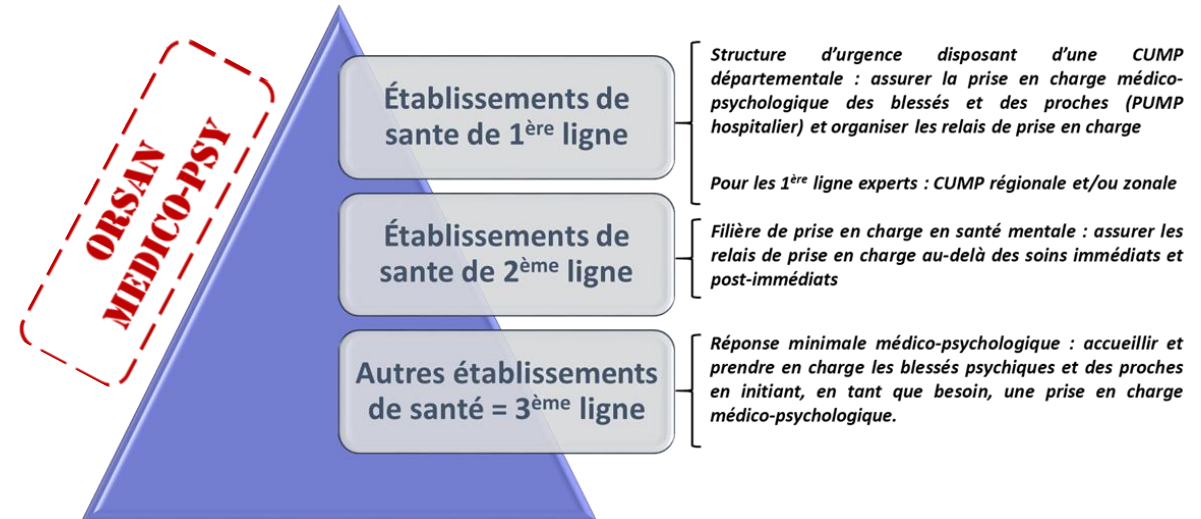 ORSAN
MEDICO-PSY
Établissements de
sante de 1ère ligne
Structure d'urgence disposant d'une CUMP
départementale : assurer la prise en charge médico-
psychologique des blessés et des proches (PUMP
hospitalier) et organiser les relais de prise en charge
Pour les 1ère ligne experts : CUMP régionale et/ou zonale
Établissements de
sante de 2ème ligne
Filière de prise en charge en santé mentale : assurer les
relais de prise en charge au-delà des soins immédiats et
post-immédiats
Autres établissements
de santé = 3ème ligne
Réponse minimale médico-psychologique : accueillir et
prendre en charge les blessés psychiques et des proches
en initiant, en tant que besoin, une prise en charge
médico-psychologique.